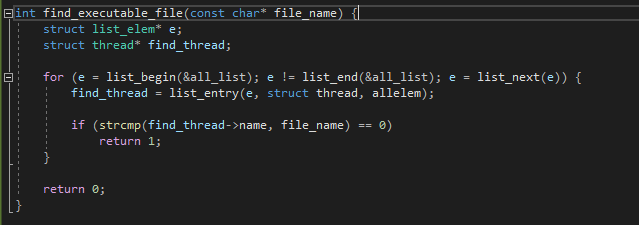 int find_executable_file(const char* file_name) {
    struct list_elem* e;
    struct thread* find_thread;

    for (e = list_begin(&all_list); e != list_end(&all_list); e = list_next(e)) {
        find_thread = list_entry(e, struct thread, allelem);

        if (strcmp(find_thread->name, file_name) == 0)
            return 1;
    }

    return 0;
}